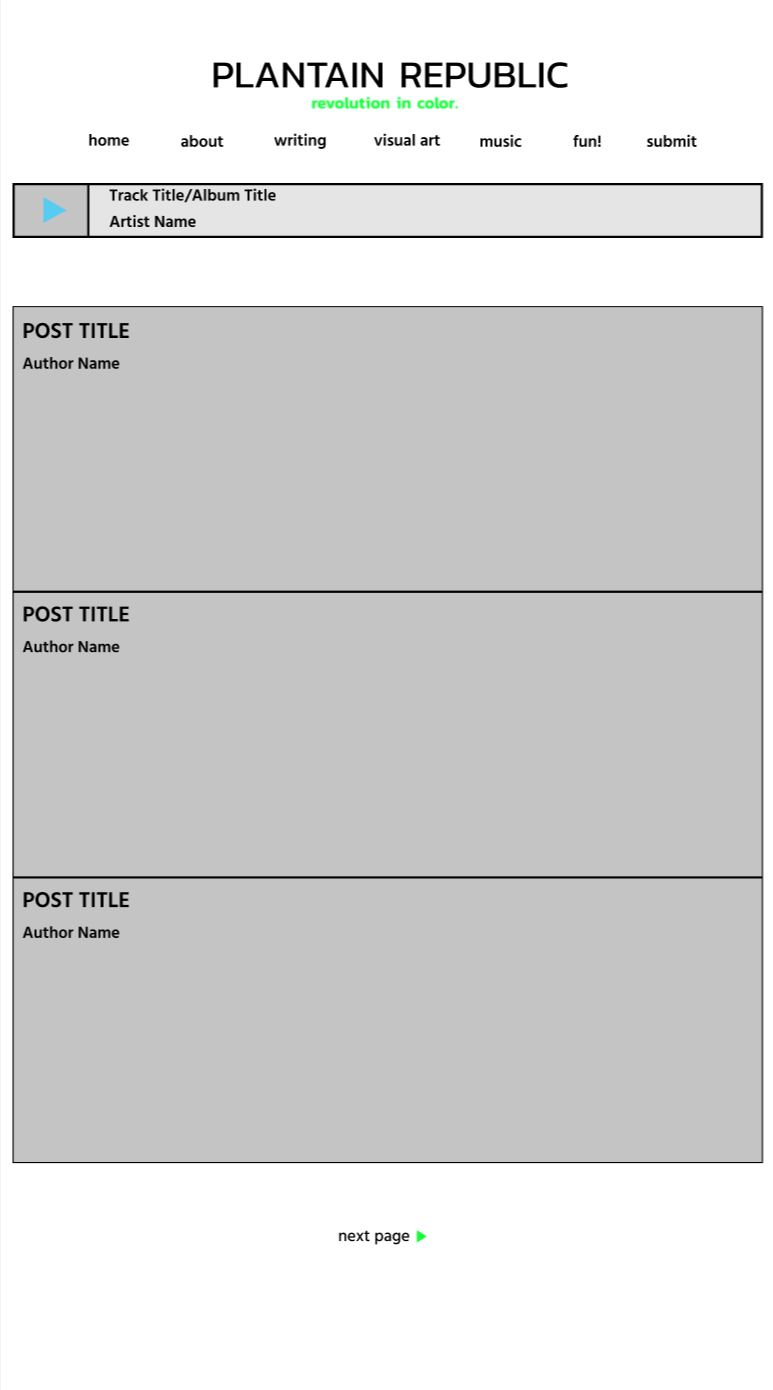 PLANTAIN REPUBLIC
revolution in color.
home about writing visual art music fun! submit
Track Title/Album Title
Artist Name
POST TITLE
Author Name
POST TITLE
Author Name
POST TITLE
Author Name
next page